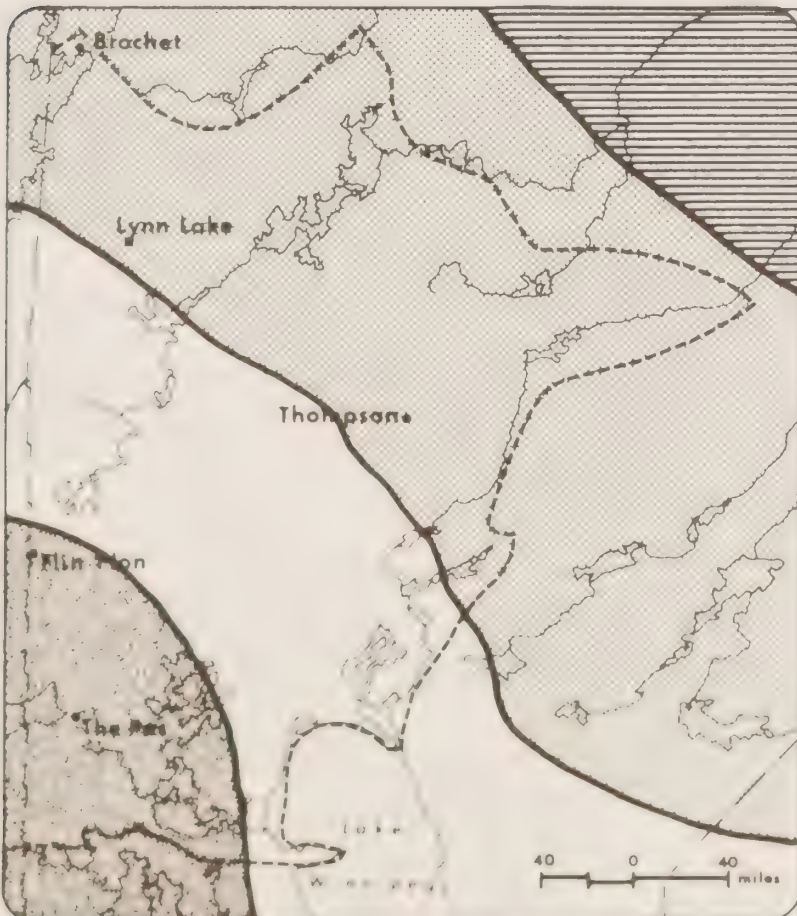 Brochet
Lynn Lake
Thompson
Flin Flon
The Pas
Lake
Winnipeg
40 0 40
miles